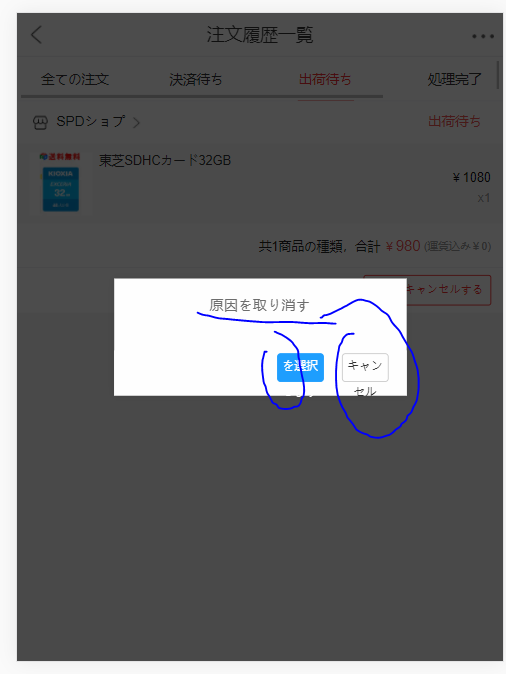 注文履歴一覧
全ての注文 決済待ち 出荷待ち 処理完了
SPDショプ 出荷待ち
送料無料
KIOXIA
32
東芝SDHCカード32GB
¥1080
x1
共1商品の種類，合計 ¥980 (運賃込み¥0)
キャンセルする
原因を取り消す
を選択
キャン
セル